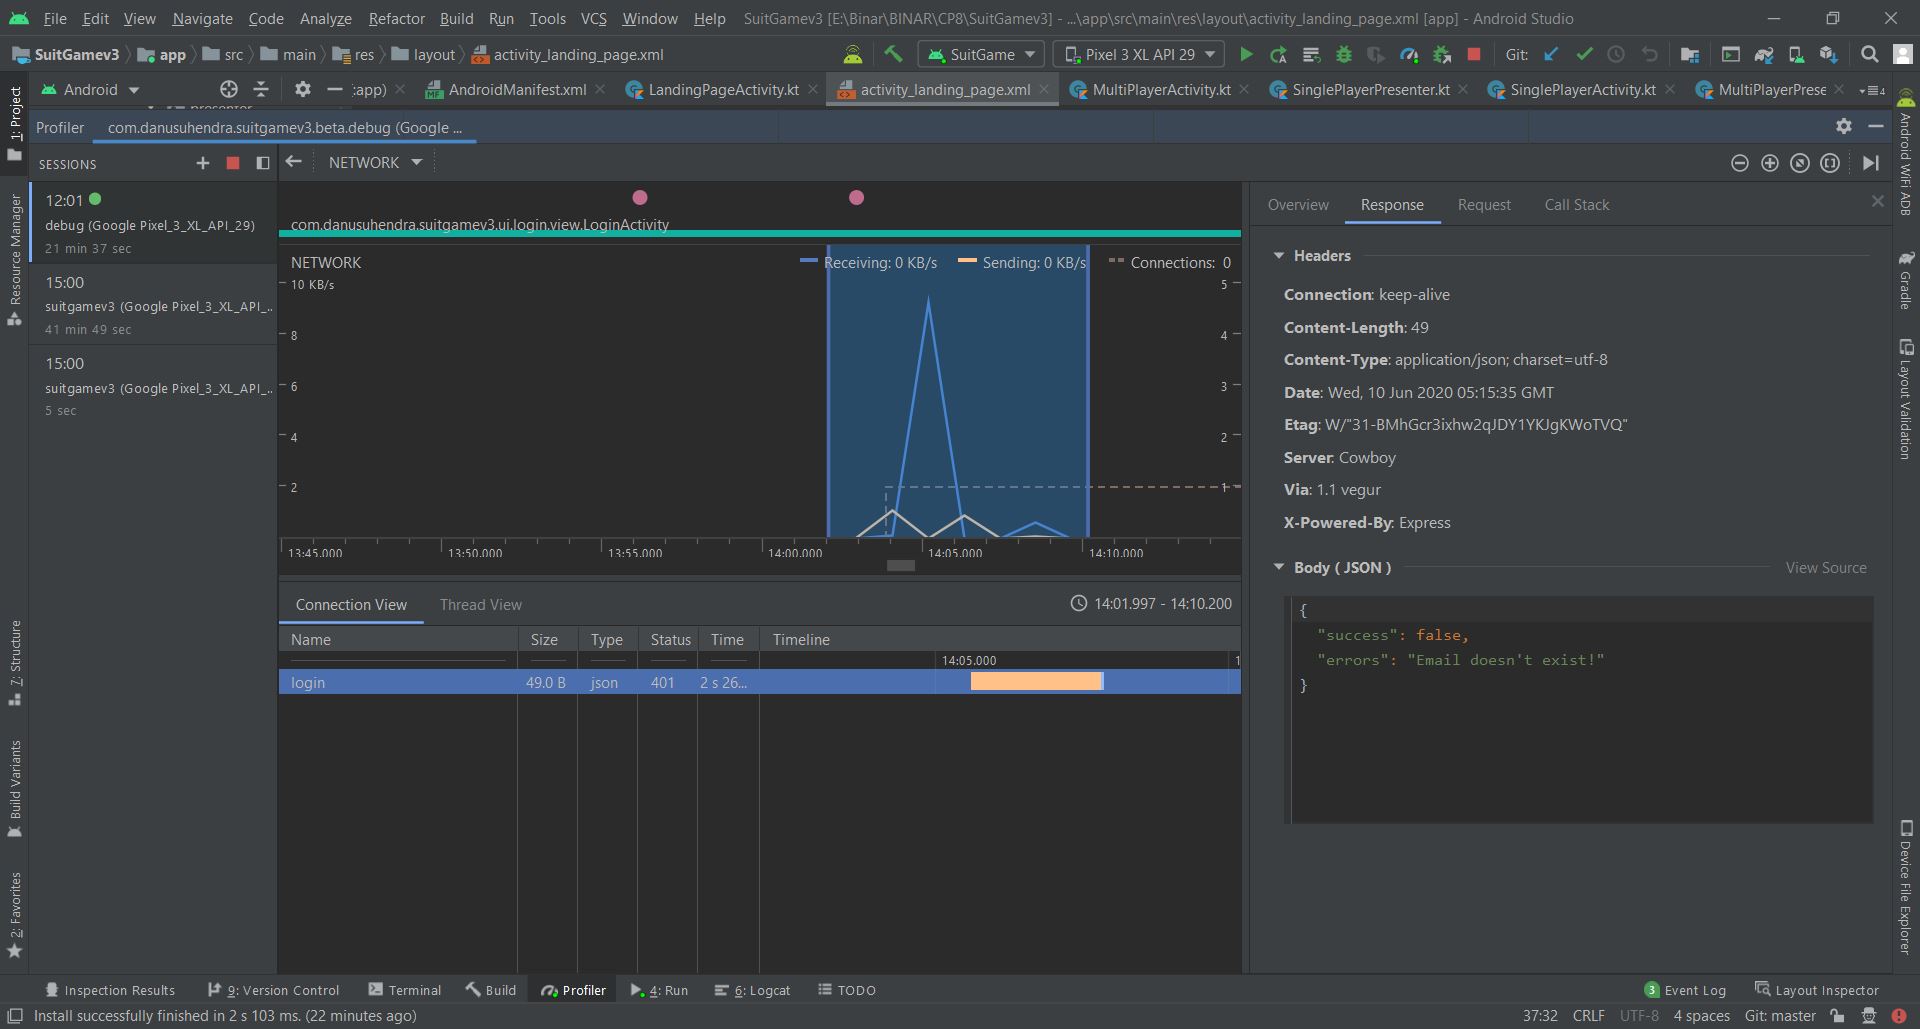 File Edit View Navigate Code Analyze Refactor Build Run Tools VCS Window Help SuitGamev3 [E:\Binar\BINAR\CP8\SuitGamev3] - ...\app\src\main\res\layout\activity_landing_page.xml [app] - Android Studio
SuitGamev3 app src main res layout activity_landing_page.xml SuitGame Pixel 3 XL API 29 Git:
Android :app) AndroidManifest.xml LandingPageActivity.kt activity_landing_page.xml MultiPlayerActivity.kt SinglePlayerPresenter.kt SinglePlayerActivity.kt MultiPlayerPrese 4
Profiler com.danusuhendra.suitgamev3.beta.debug (Google ...
SESSIONS
NETWORK
12:01
debug (Google Pixel_3_XL_API_29)
21 min 37 sec
15:00
suitgamev3 (Google Pixel_3_XL_API_..
41 min 49 sec
15:00
suitgamev3 (Google Pixel_3_XL_API_..
5 sec
com.danusuhendra.suitgamev3.ui.login.view.LoginActivity
NETWORK
Receiving: 0 KB/s Sending: 0 KB/s Connections: 0
10 KB/s 5
8 4
6 3
4 2
2 1
13:45.000 13:50.000 13:55.000 14:00.000 14:05.000 14:10.000
Connection View Thread View 14:01.997 - 14:10.200
Name Size Type Status Time Timeline
14:05.000 1
login 49.0 B json 401 2 s 26...
Overview Response Request Call Stack
Headers
Connection: keep-alive
Content-Length: 49
Content-Type: application/json; charset=utf-8
Date: Wed, 10 Jun 2020 05:15:35 GMT
Etag: W/"31-BMhGcr3ixhw2qJDY1YKJgKWoTVQ"
Server: Cowboy
Via: 1.1 vegur
X-Powered-By: Express
Body ( JSON ) View Source
{
"success": false,
"errors": "Email doesn't exist!"
}
1: Project
Resource Manager
7: Structure
Build Variants
2: Favorites
Android WiFi ADB
Gradle
Layout Validation
Device File Explorer
Inspection Results 9: Version Control Terminal Build Profiler 4: Run 6: Logcat TODO 3 Event Log Layout Inspector
Install successfully finished in 2 s 103 ms. (22 minutes ago) 37:32 CRLF UTF-8 4 spaces Git: master